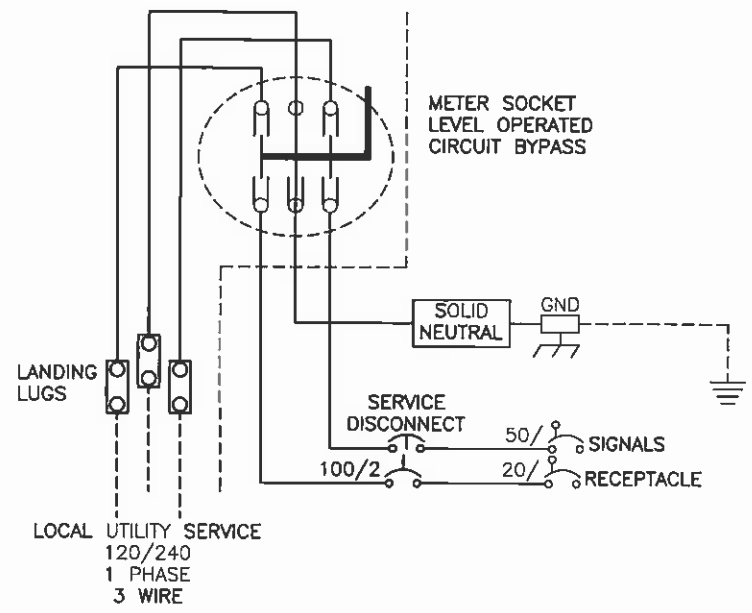 METER SOCKET
LEVEL OPERATED
CIRCUIT BYPASS
SOLID
NEUTRAL
GND
LANDING
LUGS
SERVICE
DISCONNECT
50/
SIGNALS
100/2
20/
RECEPTACLE
LOCAL UTILITY SERVICE
120/240
1 PHASE
3 WIRE